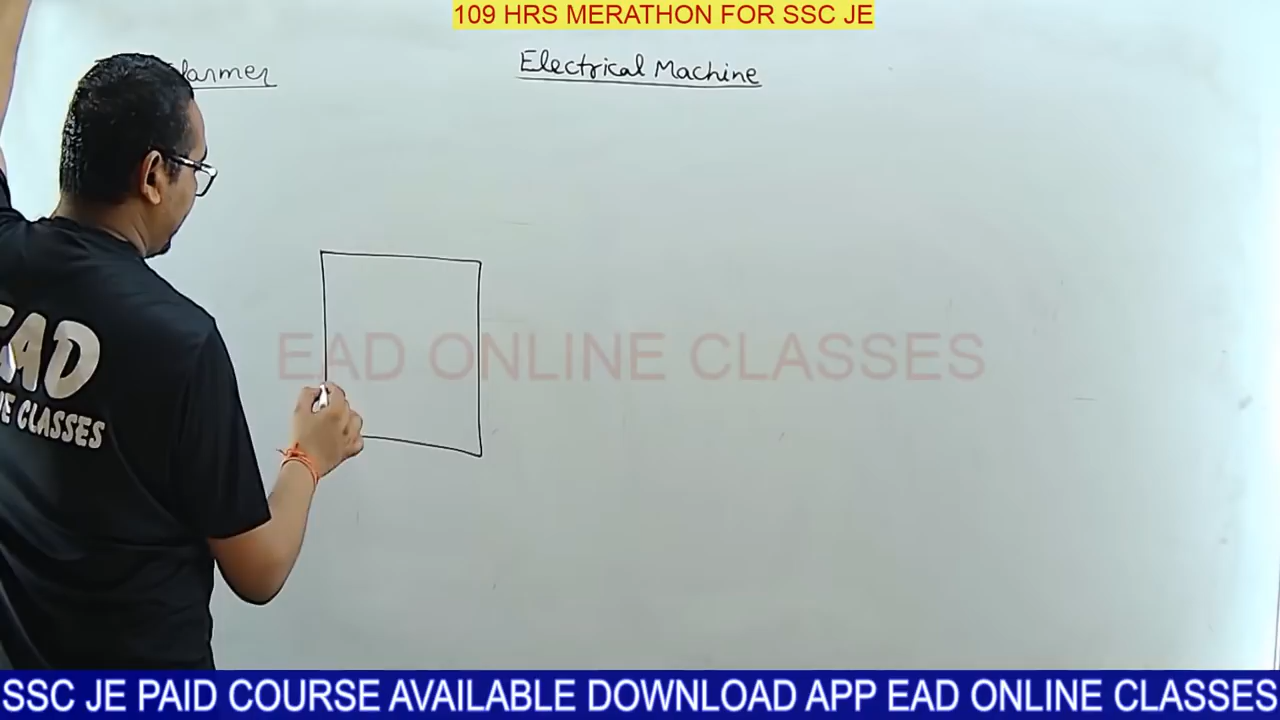 109 HRS MERATHON FOR SSC JE
Electrical Machine
EAD
CLASSES
EAD ONLINE CLASSES
SSC JE PAID COURSE AVAILABLE DOWNLOAD APP EAD ONLINE CLASSES